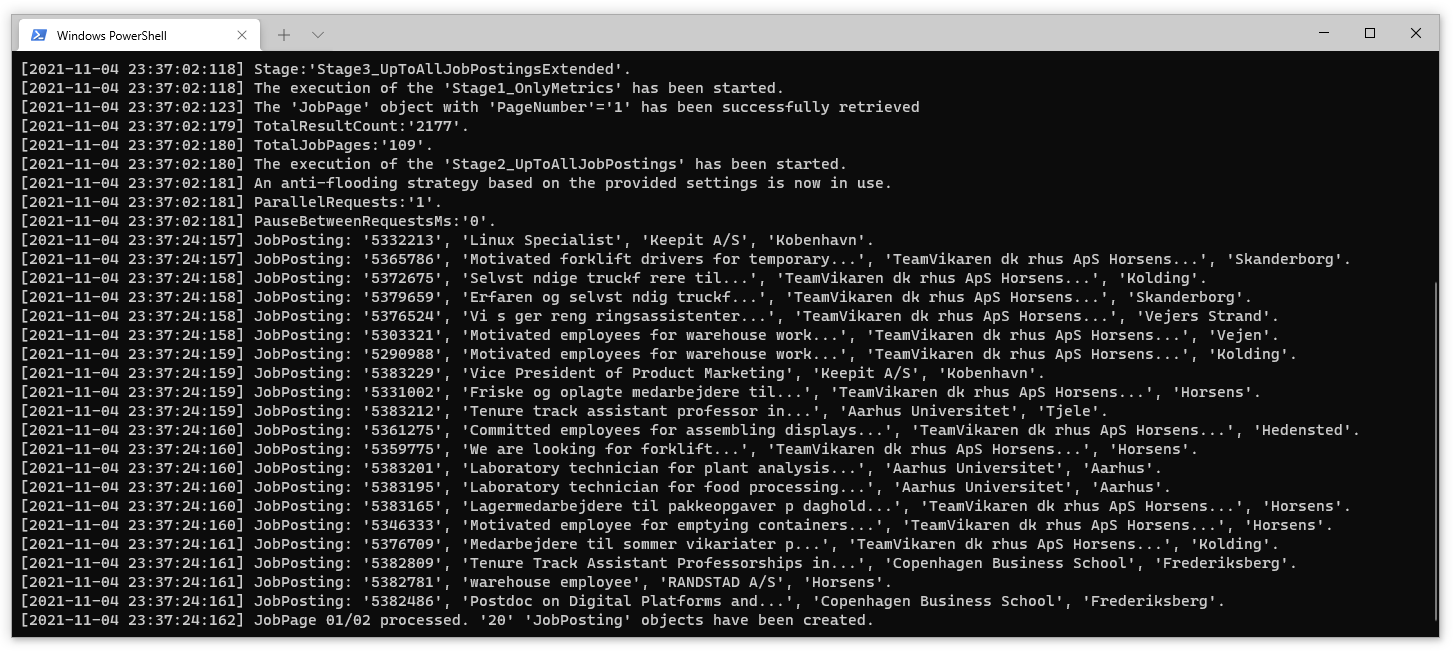 Windows PowerShell
[2021-11-04 23:37:02:118] Stage:'Stage3_UpToAllJobPostingsExtended'.
[2021-11-04 23:37:02:118] The execution of the 'Stage1_OnlyMetrics' has been started.
[2021-11-04 23:37:02:123] The 'JobPage' object with 'PageNumber'='1' has been successfully retrieved
[2021-11-04 23:37:02:179] TotalResultCount:'2177'.
[2021-11-04 23:37:02:180] TotalJobPages:'109'.
[2021-11-04 23:37:02:180] The execution of the 'Stage2_UpToAllJobPostings' has been started.
[2021-11-04 23:37:02:181] An anti-flooding strategy based on the provided settings is now in use.
[2021-11-04 23:37:02:181] ParallelRequests:'1'.
[2021-11-04 23:37:02:181] PauseBetweenRequestsMs:'0'.
[2021-11-04 23:37:24:157] JobPosting: '5332213', 'Linux Specialist', 'Keepit A/S', 'Kobenhavn'.
[2021-11-04 23:37:24:157] JobPosting: '5365786', 'Motivated forklift drivers for temporary...', 'TeamVikaren dk rhus ApS Horsens...', 'Skanderborg'.
[2021-11-04 23:37:24:158] JobPosting: '5372675', 'Selvst ndige truckf rere til...', 'TeamVikaren dk rhus ApS Horsens...', 'Kolding'.
[2021-11-04 23:37:24:158] JobPosting: '5379659', 'Erfaren og selvst ndig truckf...', 'TeamVikaren dk rhus ApS Horsens...', 'Skanderborg'.
[2021-11-04 23:37:24:158] JobPosting: '5376524', 'Vi s ger reng ringsassistenter...', 'TeamVikaren dk rhus ApS Horsens...', 'Vejers Strand'.
[2021-11-04 23:37:24:158] JobPosting: '5303321', 'Motivated employees for warehouse work...', 'TeamVikaren dk rhus ApS Horsens...', 'Vejen'.
[2021-11-04 23:37:24:159] JobPosting: '5290988', 'Motivated employees for warehouse work...', 'TeamVikaren dk rhus ApS Horsens...', 'Kolding'.
[2021-11-04 23:37:24:159] JobPosting: '5383229', 'Vice President of Product Marketing', 'Keepit A/S', 'Kobenhavn'.
[2021-11-04 23:37:24:159] JobPosting: '5331002', 'Friske og oplagte medarbejdere til...', 'TeamVikaren dk rhus ApS Horsens...', 'Horsens'.
[2021-11-04 23:37:24:159] JobPosting: '5383212', 'Tenure track assistant professor in...', 'Aarhus Universitet', 'Tjele'.
[2021-11-04 23:37:24:160] JobPosting: '5361275', 'Committed employees for assembling displays...', 'TeamVikaren dk rhus ApS Horsens...', 'Hedensted'.
[2021-11-04 23:37:24:160] JobPosting: '5359775', 'We are looking for forklift...', 'TeamVikaren dk rhus ApS Horsens...', 'Horsens'.
[2021-11-04 23:37:24:160] JobPosting: '5383201', 'Laboratory technician for plant analysis...', 'Aarhus Universitet', 'Aarhus'.
[2021-11-04 23:37:24:160] JobPosting: '5383195', 'Laboratory technician for food processing...', 'Aarhus Universitet', 'Aarhus'.
[2021-11-04 23:37:24:160] JobPosting: '5383165', 'Lagermedarbejdere til pakkeopgaver p daghold...', 'TeamVikaren dk rhus ApS Horsens...', 'Horsens'.
[2021-11-04 23:37:24:160] JobPosting: '5346333', 'Motivated employee for emptying containers...', 'TeamVikaren dk rhus ApS Horsens...', 'Horsens'.
[2021-11-04 23:37:24:161] JobPosting: '5376709', 'Medarbejdere til sommer vikariater p...', 'TeamVikaren dk rhus ApS Horsens...', 'Kolding'.
[2021-11-04 23:37:24:161] JobPosting: '5382809', 'Tenure Track Assistant Professorships in...', 'Copenhagen Business School', 'Frederiksberg'.
[2021-11-04 23:37:24:161] JobPosting: '5382781', 'warehouse employee', 'RANDSTAD A/S', 'Horsens'.
[2021-11-04 23:37:24:161] JobPosting: '5382486', 'Postdoc on Digital Platforms and...', 'Copenhagen Business School', 'Frederiksberg'.
[2021-11-04 23:37:24:162] JobPage 01/02 processed. '20' 'JobPosting' objects have been created.